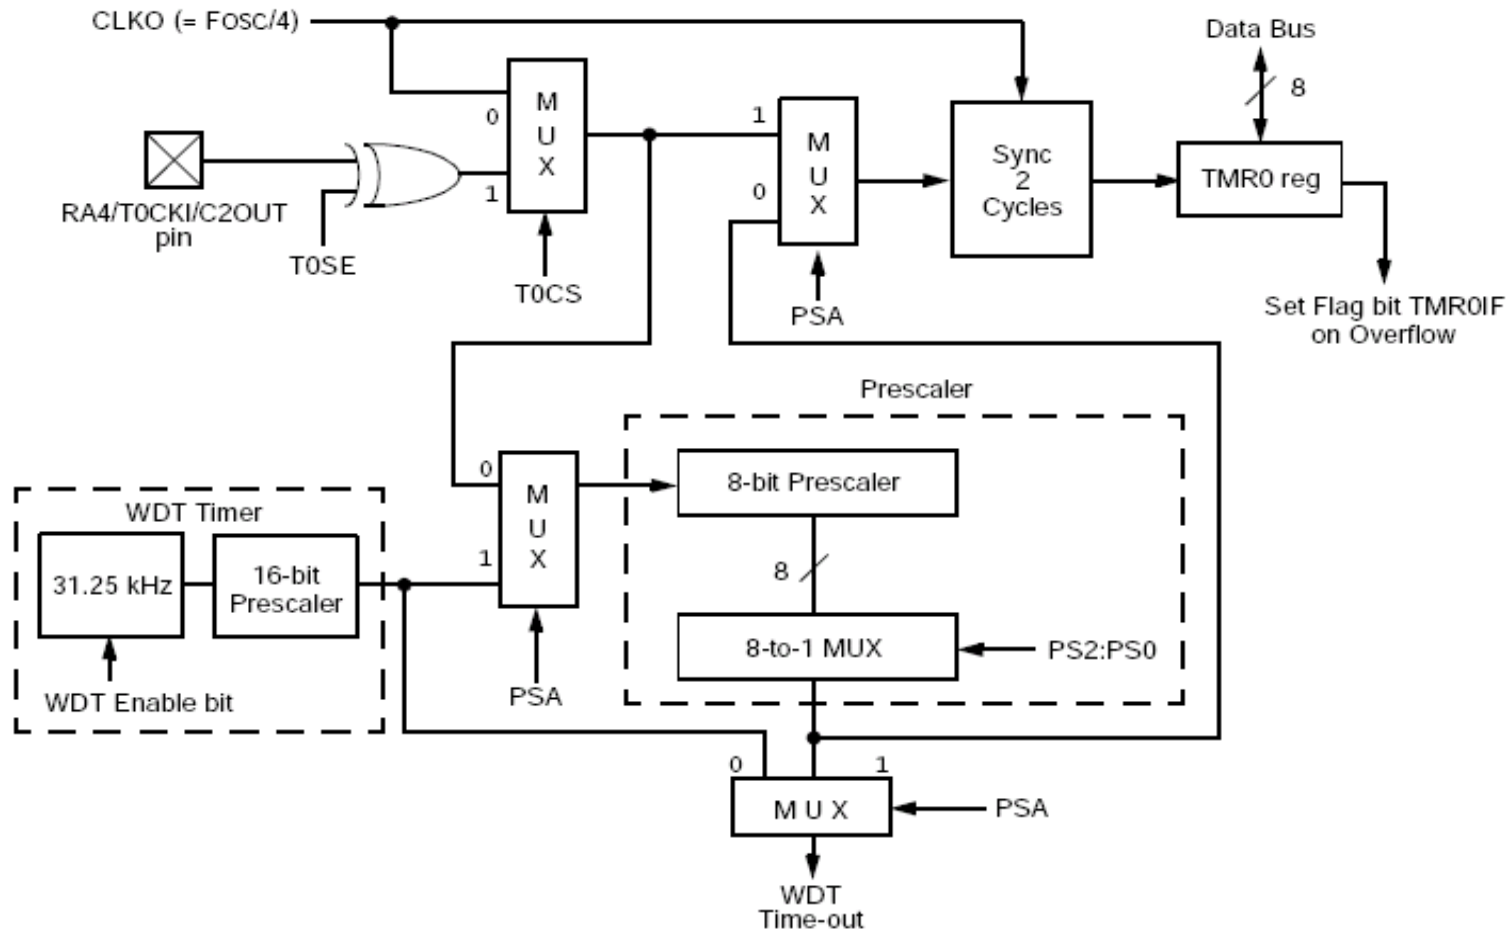 CLKO (= FOSC/4)
Data Bus
8
M
U
X
0
1
RA4/T0CKI/C2OUT
pin
T0SE
T0CS
1
0
M
U
X
PSA
Sync
2
Cycles
TMR0 reg
Set Flag bit TMR0IF
on Overflow
Prescaler
0
1
M
U
X
PSA
8-bit Prescaler
8
8-to-1 MUX
PS2:PS0
WDT Timer
31.25 kHz
16-bit
Prescaler
WDT Enable bit
0
1
M U X
PSA
WDT
Time-out